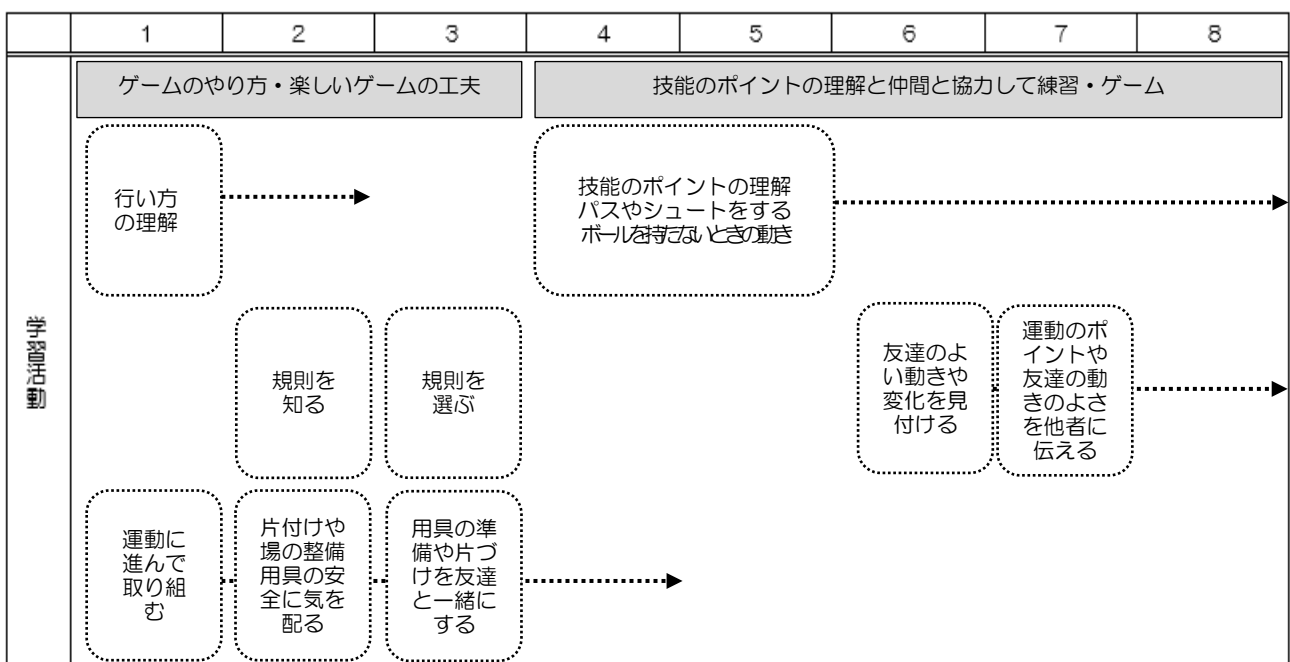 1 2 3 4 5 6 7 8
ゲームのやり方・楽しいゲームの工夫
技能のポイントの理解と仲間と協力して練習・ゲーム
学習活動
行い方
の理解
技能のポイントの理解
パスやシュートをする
ボールを持たないときの動き
規則を
知る
規則を
選ぶ
友達のよ
い動きや
変化を見
付ける
運動のポ
イントや
友達の動
きのよさ
を他者に
伝える
運動に
進んで
取り組
む
片付けや
場の整備
用具の安
全に気を
配る
用具の準
備や片づ
けを友達
と一緒に
する